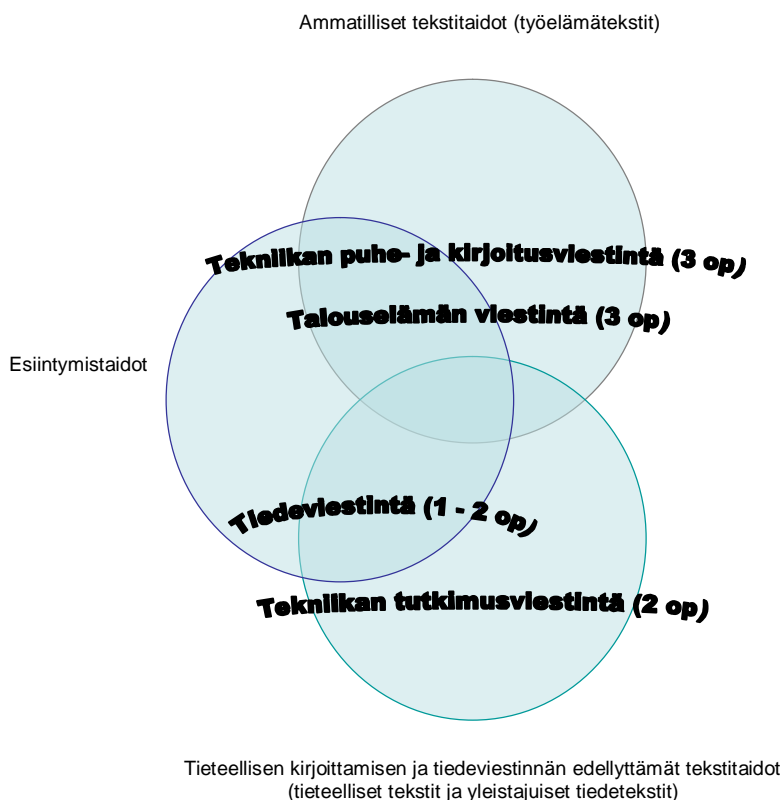 Ammatilliset tekstitaidot (työelämätekstit)
Tekniikan puhe- ja kirjoitusviestintä (3 op)
Talouselämän viestintä (3 op)
Esiintymistaidot
Tiedeviestintä (1 - 2 op)
Tekniikan tutkimusviestintä (2 op)
Tieteellisen kirjoittamisen ja tiedeviestinnän edellyttämät tekstitaidot
(tieteelliset tekstit ja yleistajuiset tiedetekstit)